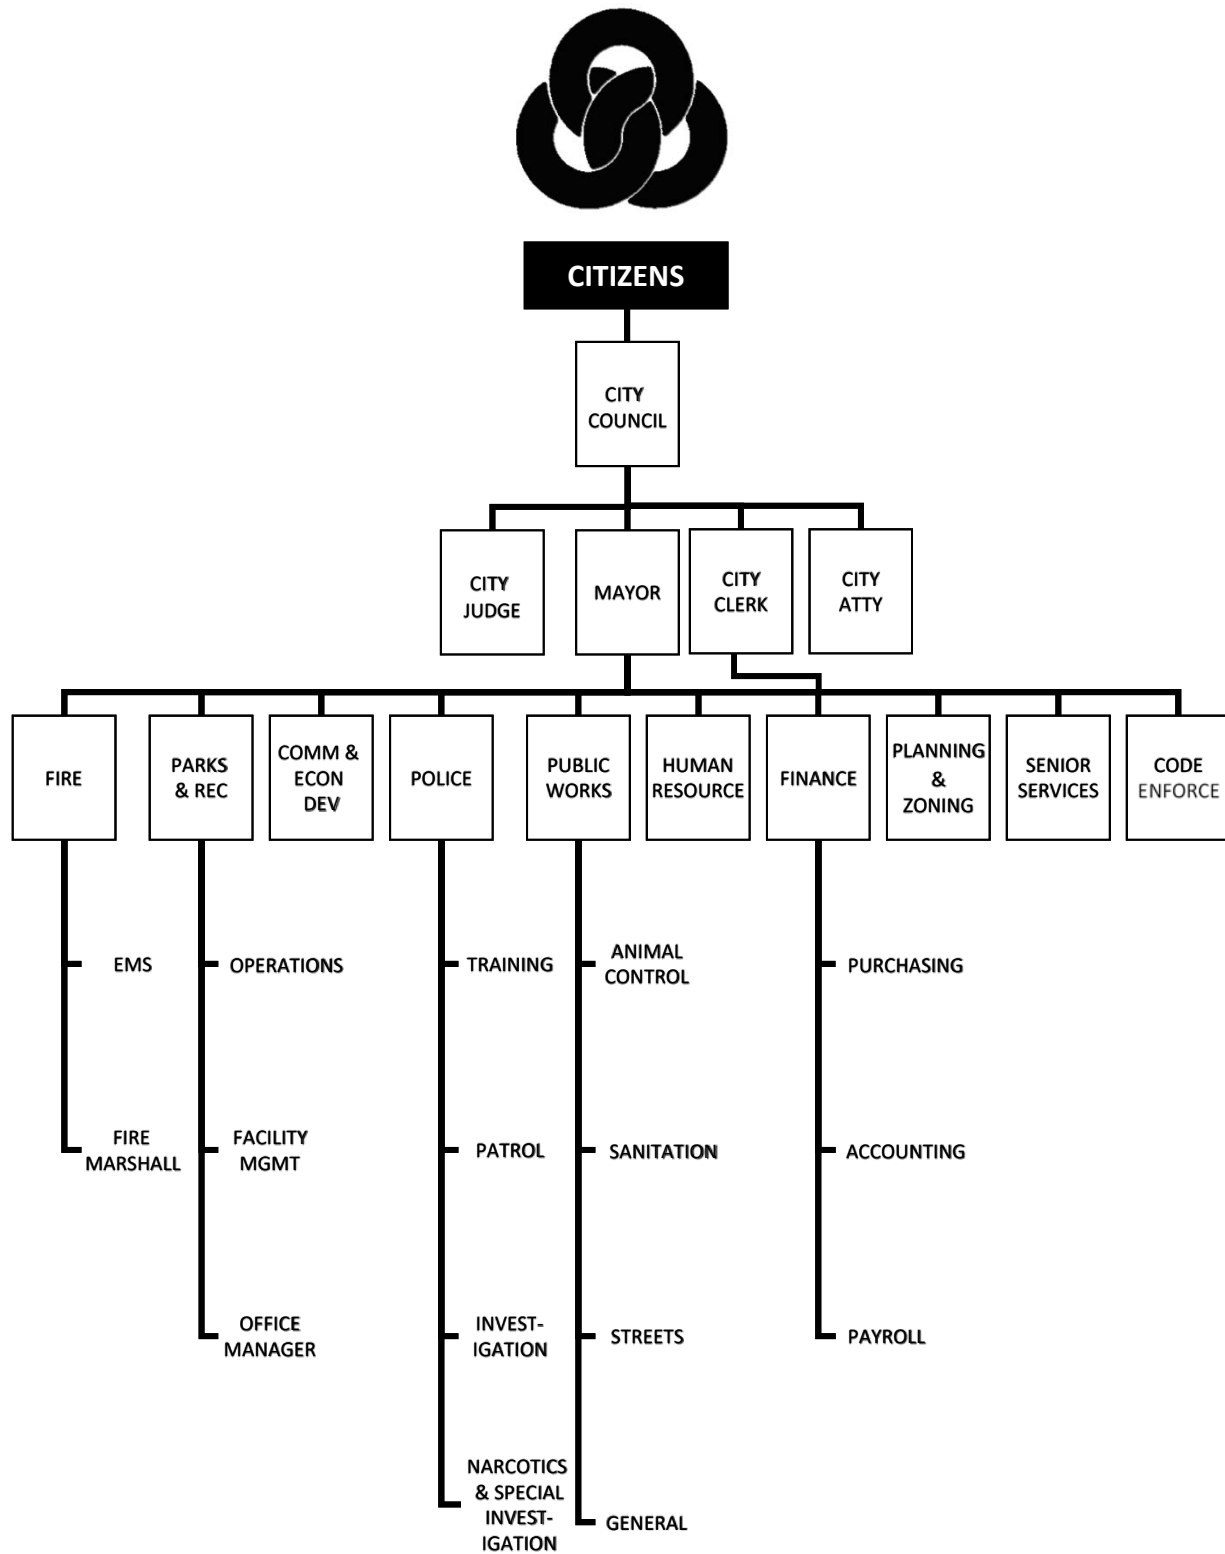 CITIZENS
CITY
COUNCIL
CITY
JUDGE
MAYOR
CITY
CLERK
CITY
ATTY
FIRE
PARKS
& REC
COMM &
ECON
DEV
POLICE
PUBLIC
WORKS
HUMAN
RESOURCE
FINANCE
PLANNING
&
ZONING
SENIOR
SERVICES
CODE
ENFORCE
EMS
OPERATIONS
TRAINING
ANIMAL
CONTROL
PURCHASING
FIRE
MARSHALL
FACILITY
MGMT
PATROL
SANITATION
ACCOUNTING
OFFICE
MANAGER
INVEST-
IGATION
STREETS
PAYROLL
NARCOTICS
& SPECIAL
INVEST-
IGATION
GENERAL